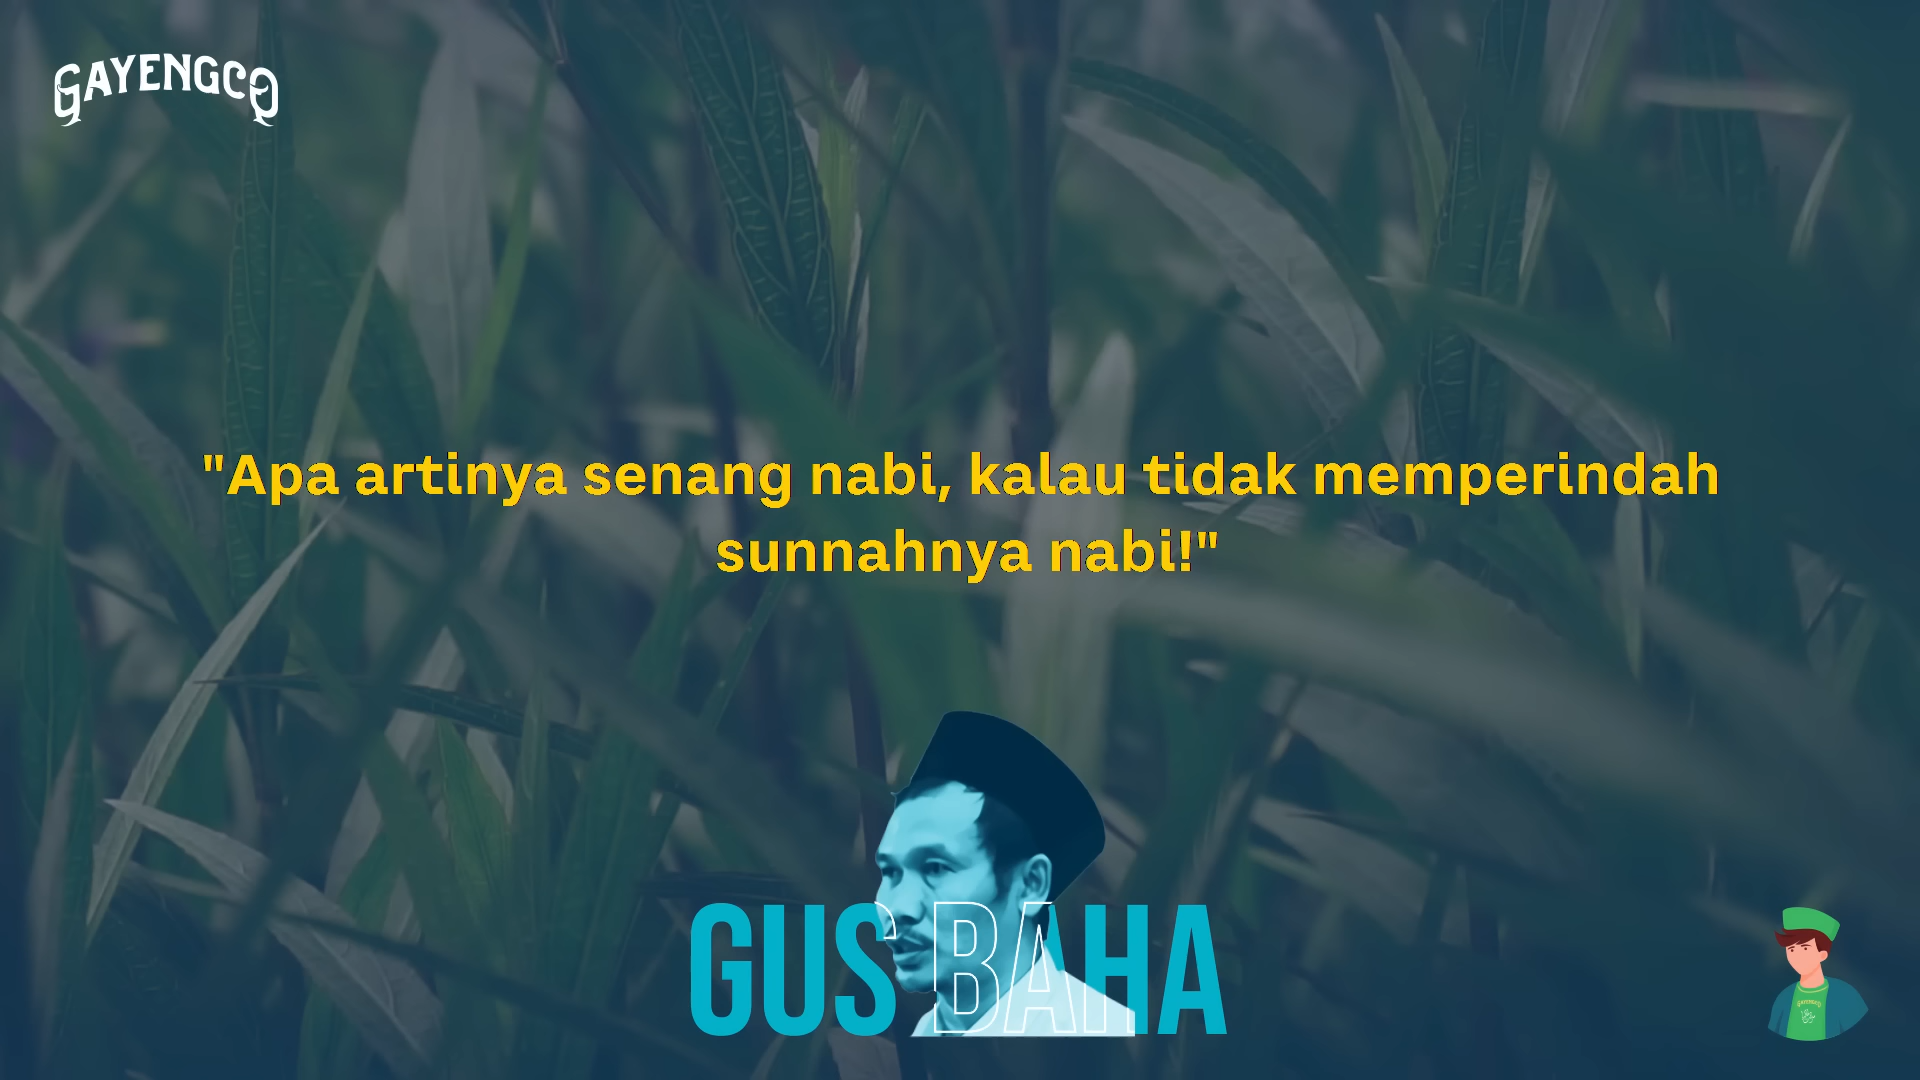 GAYENGCO
"Apa artinya senang nabi, kalau tidak memperindah
sunnahnya nabi!"
GUS BAHA